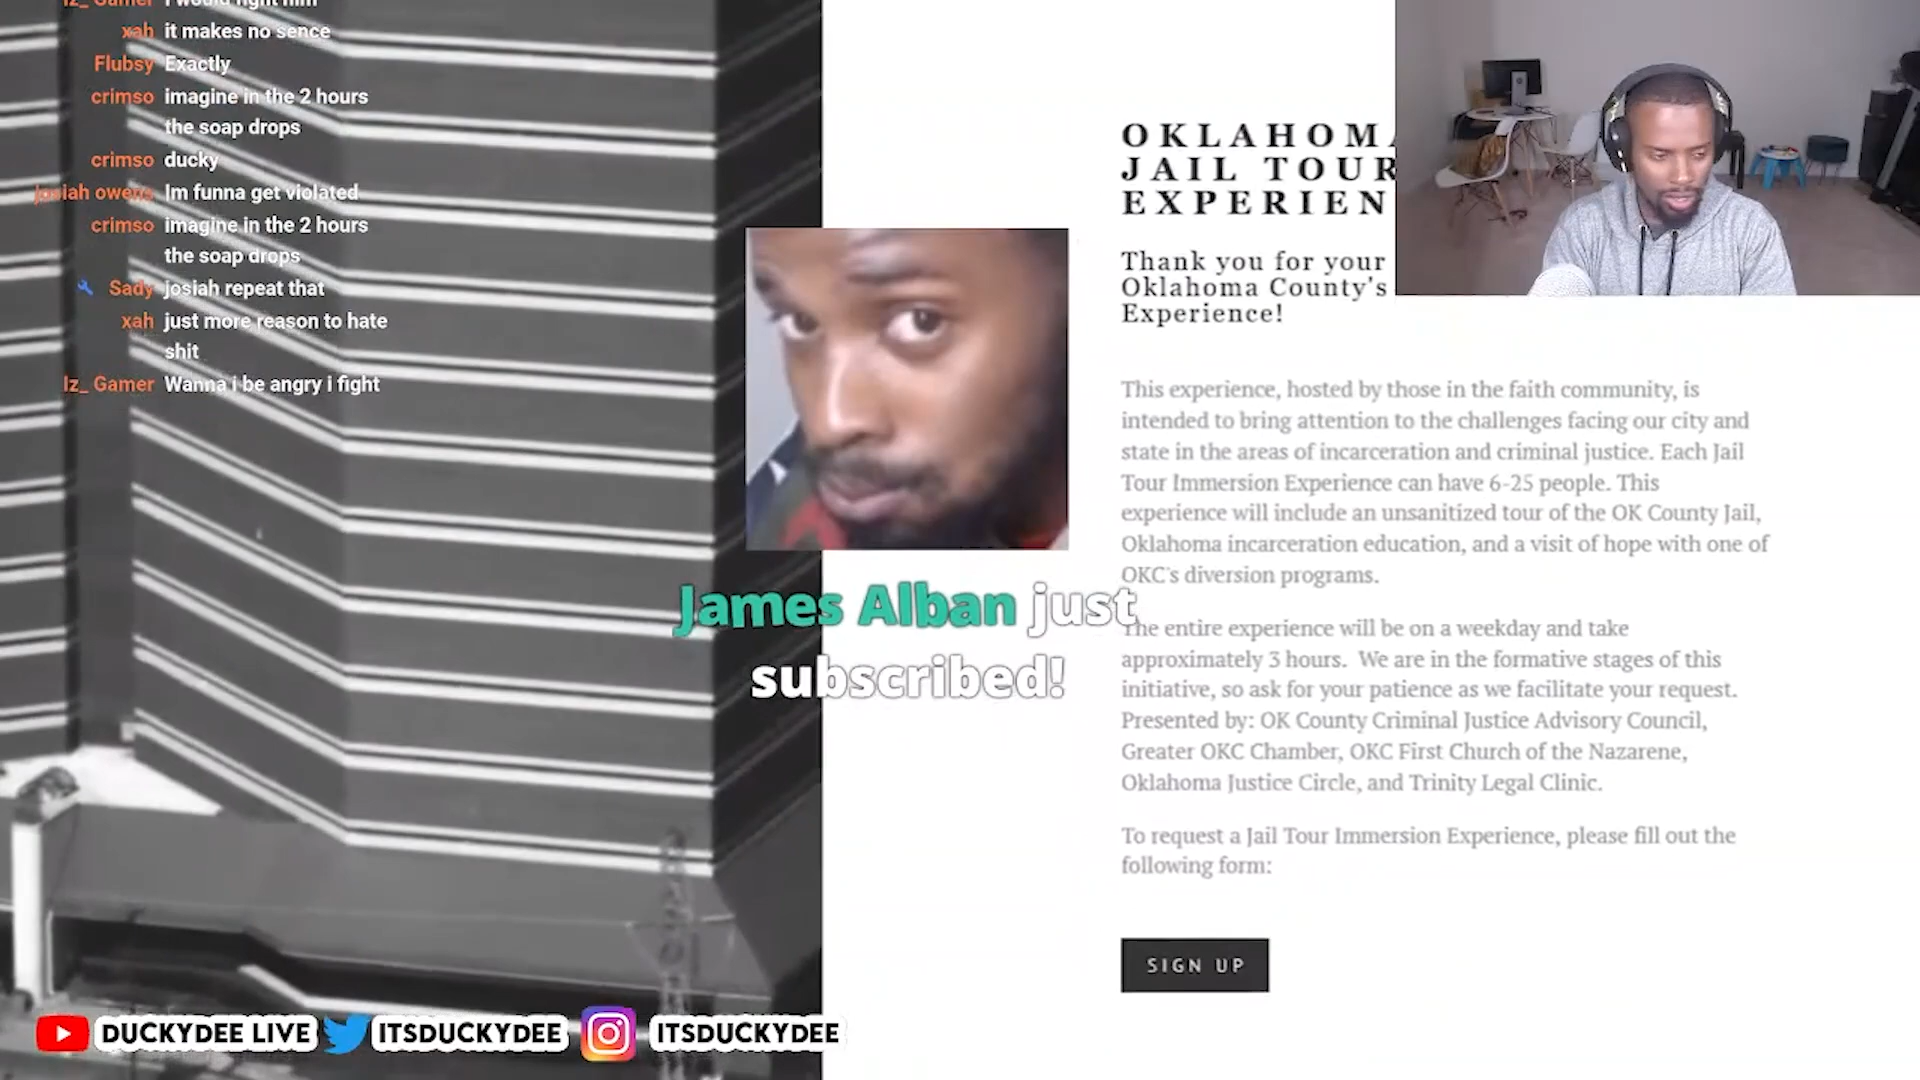 Iz_ Gamer I would fight him
xah it makes no sence
Flubsy Exactly
crimso imagine in the 2 hours
the soap drops
crimso ducky
josiah owens Im funna get violated
crimso imagine in the 2 hours
the soap drops
Sady josiah repeat that
xah just more reason to hate
shit
Iz_ Gamer Wanna i be angry i fight
James Alban just
subscribed!
OKLAHOMA
JAIL TOUR
EXPERIEN
Thank you for your
Oklahoma County's
Experience!
This experience, hosted by those in the faith community, is
intended to bring attention to the challenges facing our city and
state in the areas of incarceration and criminal justice. Each Jail
Tour Immersion Experience can have 6-25 people. This
experience will include an unsanitized tour of the OK County Jail,
Oklahoma incarceration education, and a visit of hope with one of
OKC's diversion programs.
The entire experience will be on a weekday and take
approximately 3 hours. We are in the formative stages of this
initiative, so ask for your patience as we facilitate your request.
Presented by: OK County Criminal Justice Advisory Council,
Greater OKC Chamber, OKC First Church of the Nazarene,
Oklahoma Justice Circle, and Trinity Legal Clinic.
To request a Jail Tour Immersion Experience, please fill out the
following form:
SIGN UP
DUCKYDEE LIVE ITSDUCKYDEE ITSDUCKYDEE